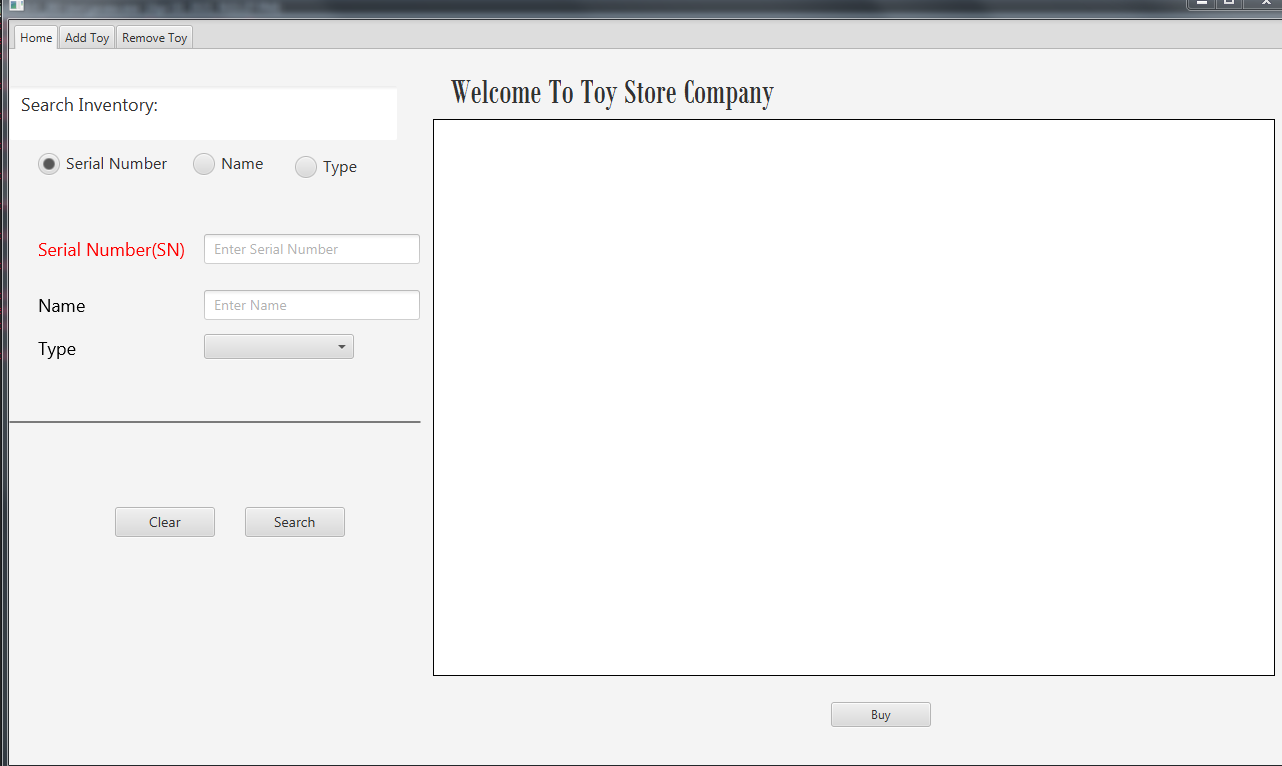 Home Add Toy Remove Toy
Welcome To Toy Store Company
Search Inventory:
Serial Number Name Type
Serial Number(SN) Enter Serial Number
Name Enter Name
Type
Clear Search
Buy